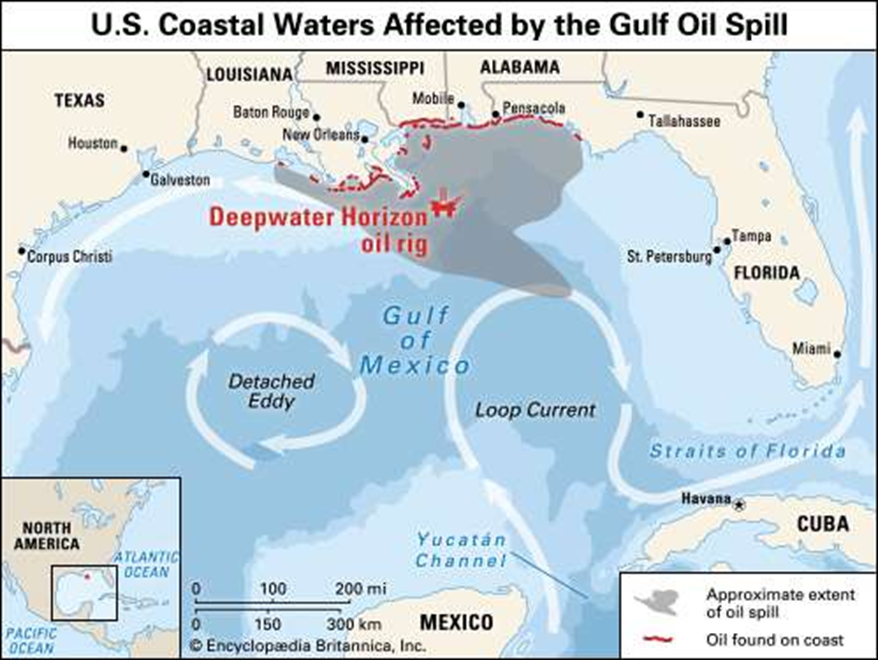 U.S. Coastal Waters Affected by the Gulf Oil Spill
LOUISIANA
MISSISSIPPI
ALABAMA
TEXAS
Baton Rouge
Mobile
Pensacola
Tallahassee
New Orleans
Houston
Galveston
Deepwater Horizon
oil rig
Corpus Christi
Tampa
St. Petersburg
FLORIDA
Gulf
of
Mexico
Miami
Detached
Eddy
Loop Current
Straits of Florida
Havana
CUBA
NORTH
AMERICA
ATLANTIC
OCEAN
PACIFIC
OCEAN
Yucatán
Channel
0 100 200 mi
0 150 300 km
MEXICO
© Encyclopædia Britannica, Inc.
Approximate extent
of oil spill
Oil found on coast